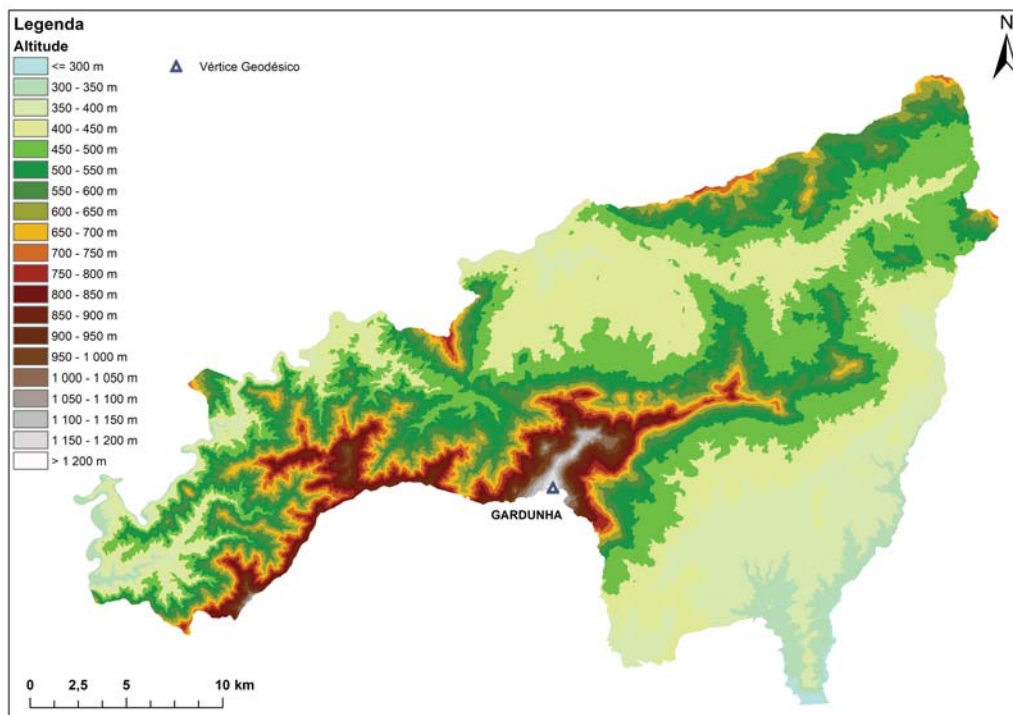 Legenda
Altitude
<= 300 m
300 - 350 m
350 - 400 m
400 - 450 m
450 - 500 m
500 - 550 m
550 - 600 m
600 - 650 m
650 - 700 m
700 - 750 m
750 - 800 m
800 - 850 m
850 - 900 m
900 - 950 m
950 - 1 000 m
1 000 - 1 050 m
1 050 - 1 100 m
1 100 - 1 150 m
1 150 - 1 200 m
> 1 200 m
Vértice Geodésico
N
GARDUNHA
0 2,5 5 10 km